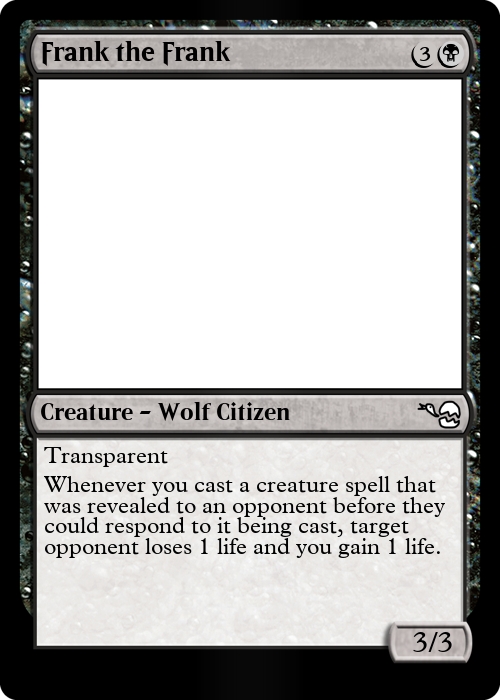 Frank the Frank 3
Creature – Wolf Citizen
Transparent
Whenever you cast a creature spell that
was revealed to an opponent before they
could respond to it being cast, target
opponent loses 1 life and you gain 1 life.
3/3